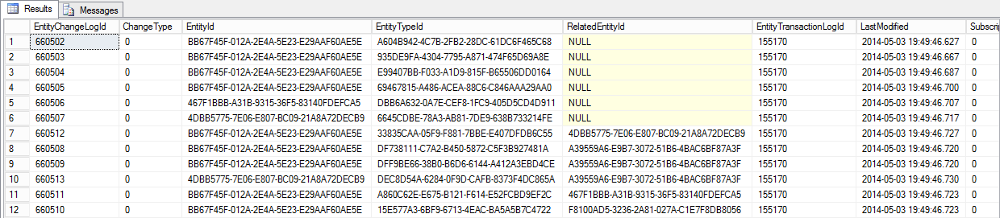 Results Messages
EntityChangeLogId ChangeType EntityId EntityTypeId RelatedEntityId EntityTransactionLogId LastModified Subscri
1 660502 0 BB67F45F-012A-2E4A-5E23-E29AAF60AE5E A604B942-4C7B-2FB2-28DC-61DC6F465C68 NULL 155170 2014-05-03 19:49:46.627 0
2 660503 0 BB67F45F-012A-2E4A-5E23-E29AAF60AE5E 935DE9FA-4304-7795-A871-474F65D69A8E NULL 155170 2014-05-03 19:49:46.667 0
3 660504 0 BB67F45F-012A-2E4A-5E23-E29AAF60AE5E E99407BB-F033-A1D9-815F-B65506DD0164 NULL 155170 2014-05-03 19:49:46.687 0
4 660505 0 BB67F45F-012A-2E4A-5E23-E29AAF60AE5E 69467815-A486-ACEA-88C6-C846AAA29AA0 NULL 155170 2014-05-03 19:49:46.700 0
5 660506 0 467F1BBB-A31B-9315-36F5-83140FDEFCA5 DBB6A632-0A7E-CEF8-1FC9-405D5CD4D911 NULL 155170 2014-05-03 19:49:46.707 0
6 660507 0 4DBB5775-7E06-E807-BC09-21A8A72DECB9 6645CDBE-78A3-AB81-7DE9-638B733214FE NULL 155170 2014-05-03 19:49:46.717 0
7 660512 0 BB67F45F-012A-2E4A-5E23-E29AAF60AE5E 33835CAA-05F9-F881-7BBE-E407DFDB6C55 4DBB5775-7E06-E807-BC09-21A8A72DECB9 155170 2014-05-03 19:49:46.727 0
8 660508 0 BB67F45F-012A-2E4A-5E23-E29AAF60AE5E DF738111-C7A2-B450-5872-C5F3B927481A A39559A6-E9B7-3072-51B6-4BAC6BF87A3F 155170 2014-05-03 19:49:46.720 0
9 660509 0 BB67F45F-012A-2E4A-5E23-E29AAF60AE5E DFF9BE66-38B0-B6D6-6144-A412A3EBD4CE A39559A6-E9B7-3072-51B6-4BAC6BF87A3F 155170 2014-05-03 19:49:46.720 0
10 660513 0 4DBB5775-7E06-E807-BC09-21A8A72DECB9 DEC8D54A-6284-0F9D-CAFB-8373F4DC865A A39559A6-E9B7-3072-51B6-4BAC6BF87A3F 155170 2014-05-03 19:49:46.730 0
11 660511 0 BB67F45F-012A-2E4A-5E23-E29AAF60AE5E A860C62E-E675-B121-F614-E52FCBD9EF2C 467F1BBB-A31B-9315-36F5-83140FDEFCA5 155170 2014-05-03 19:49:46.723 0
12 660510 0 BB67F45F-012A-2E4A-5E23-E29AAF60AE5E 15E577A3-6BF9-6713-4EAC-BA5A5B7C4722 F8100AD5-3236-2A81-027A-C1E7F8DB8056 155170 2014-05-03 19:49:46.723 0